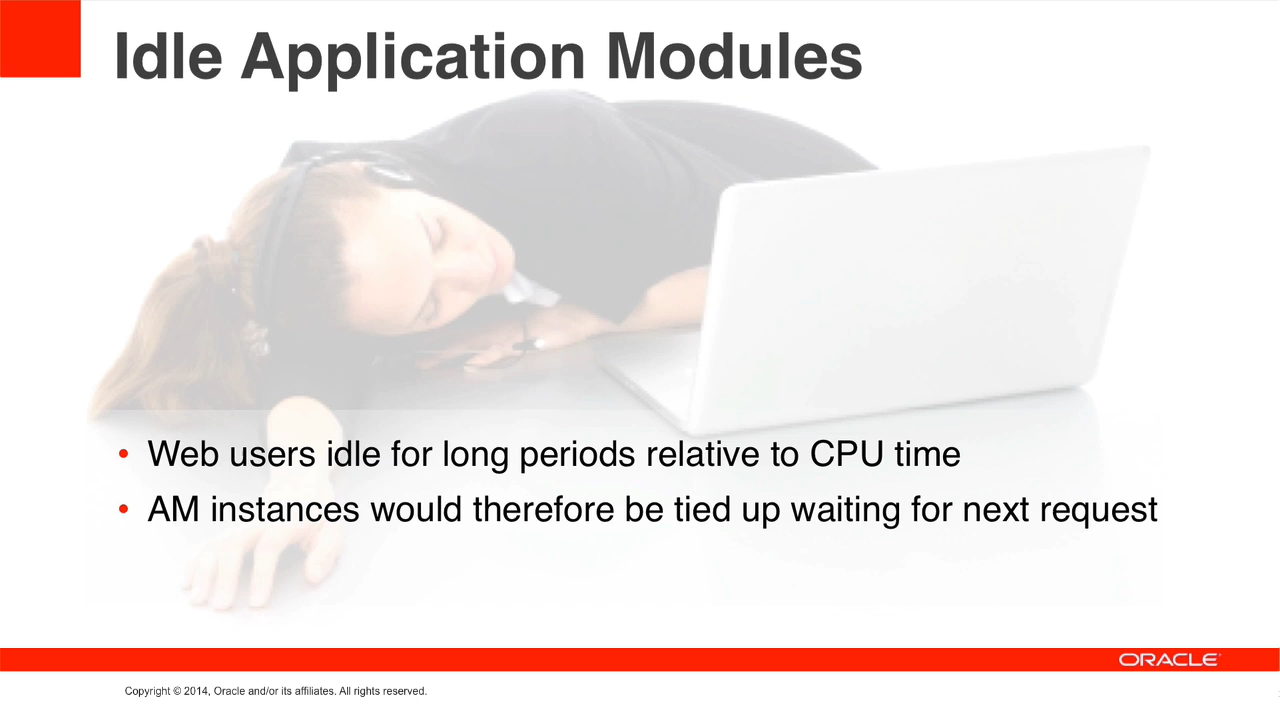 Idle Application Modules
• Web users idle for long periods relative to CPU time
• AM instances would therefore be tied up waiting for next request
ORACLE
Copyright © 2014, Oracle and/or its affiliates. All rights reserved.